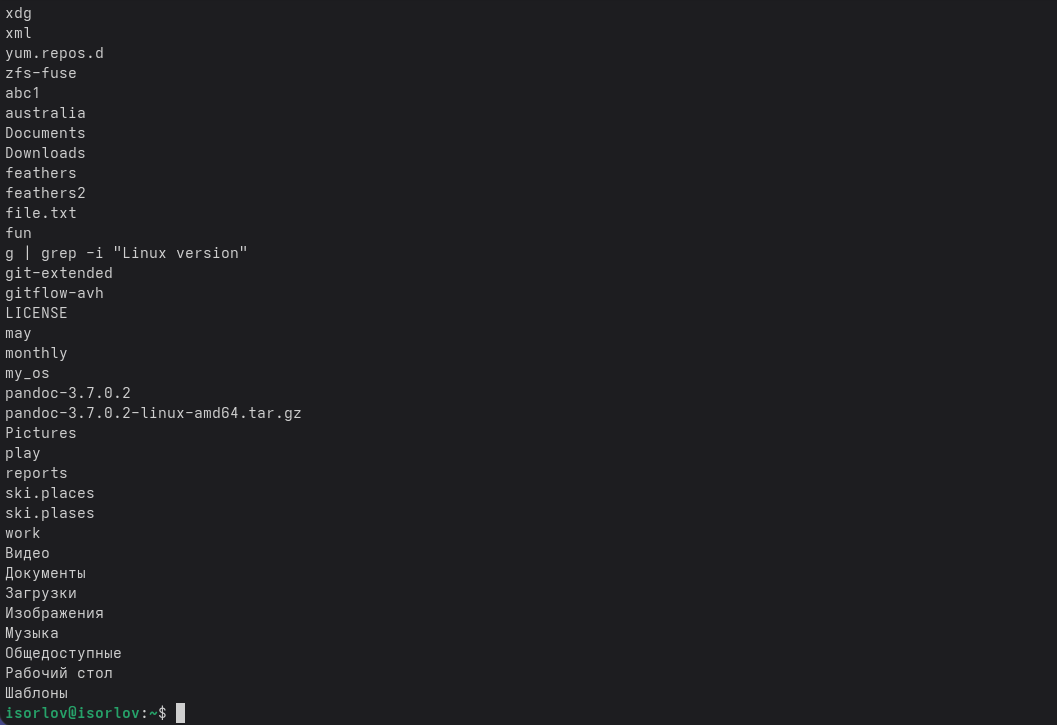 xdg
xml
yum.repos.d
zfs-fuse
abc1
australia
Documents
Downloads
feathers
feathers2
file.txt
fun
g | grep -i "Linux version"
git-extended
gitflow-avh
LICENSE
may
monthly
my_os
pandoc-3.7.0.2
pandoc-3.7.0.2-linux-amd64.tar.gz
Pictures
play
reports
ski.places
ski.plases
work
Видео
Документы
Загрузки
Изображения
Музыка
Общедоступные
Рабочий стол
Шаблоны
isorlov@isorlov:~$